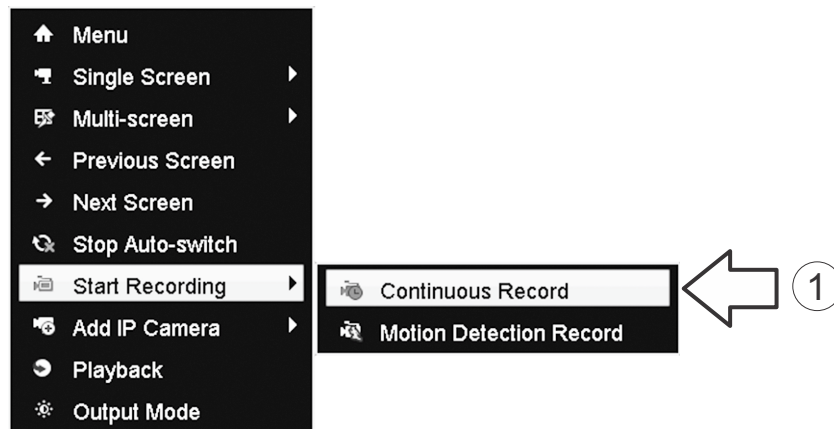 Menu
Single Screen
Multi-screen
Previous Screen
Next Screen
Stop Auto-switch
Start Recording
Add IP Camera
Playback
Output Mode
Continuous Record
Motion Detection Record
1